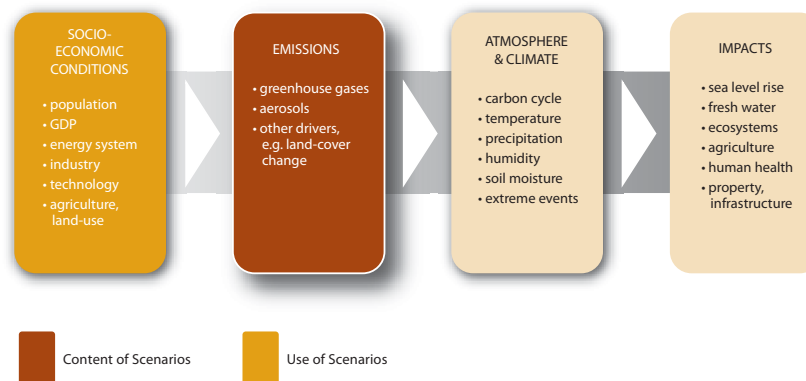 SOCIO-
ECONOMIC
CONDITIONS
• population
• GDP
• energy system
• industry
• technology
• agriculture,
land-use
EMISSIONS
• greenhouse gases
• aerosols
• other drivers,
e.g. land-cover
change
ATMOSPHERE
& CLIMATE
• carbon cycle
• temperature
• precipitation
• humidity
• soil moisture
• extreme events
IMPACTS
• sea level rise
• fresh water
• ecosystems
• agriculture
• human health
• property,
infrastructure
Content of Scenarios
Use of Scenarios